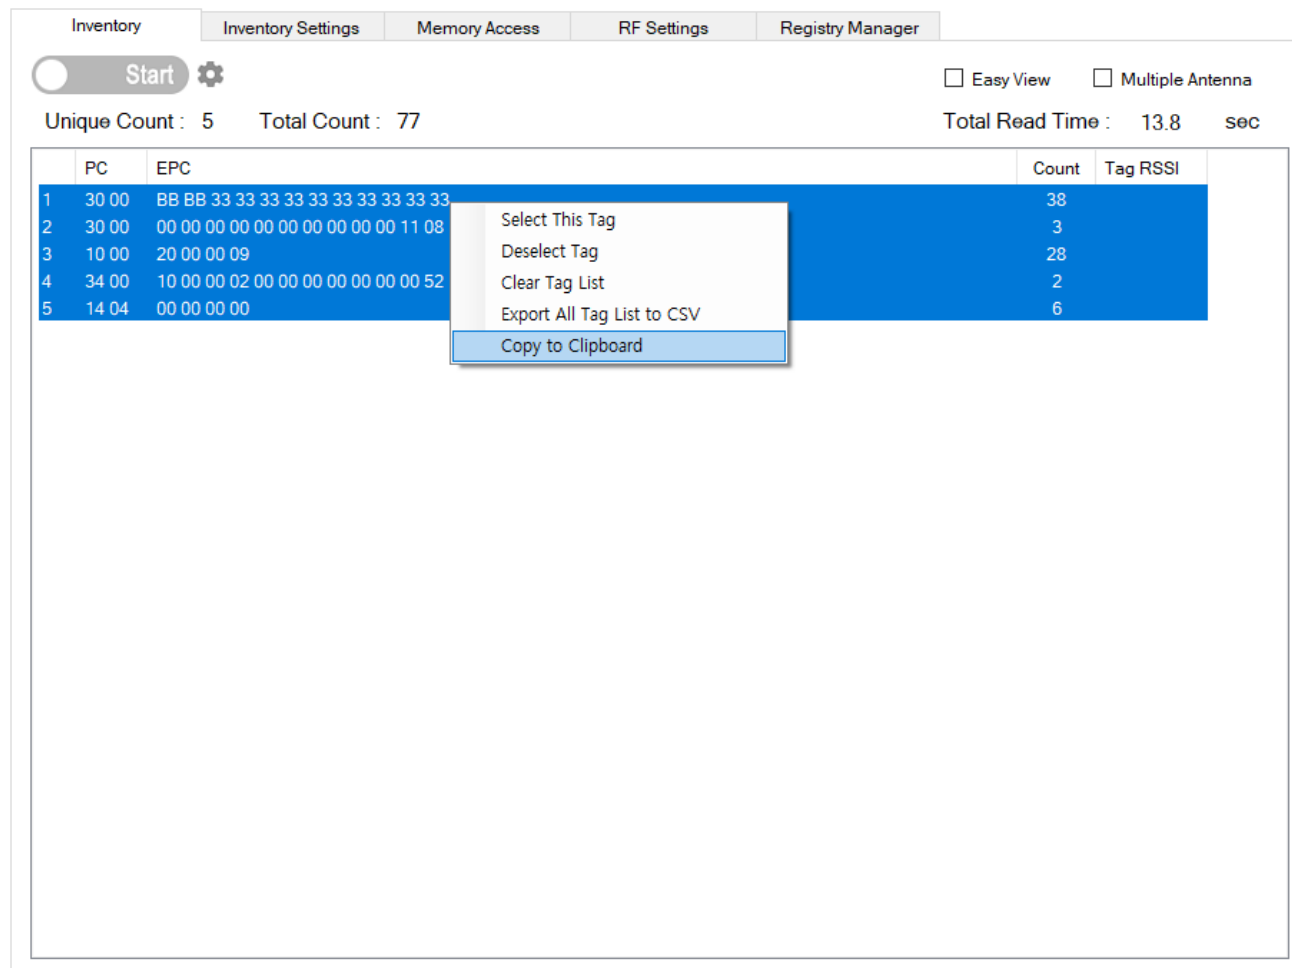 Inventory Inventory Settings Memory Access RF Settings Registry Manager
Start Easy View Multiple Antenna
Unique Count : 5 Total Count : 77 Total Read Time : 13.8 sec
PC EPC Count Tag RSSI
1 30 00 BB BB 33 33 33 33 33 33 33 33 33 33 38
2 30 00 00 00 00 00 00 00 00 00 00 00 11 08 3
3 10 00 20 00 00 09 28
4 34 00 10 00 00 02 00 00 00 00 00 00 00 52 2
5 14 04 00 00 00 00 6
Select This Tag
Deselect Tag
Clear Tag List
Export All Tag List to CSV
Copy to Clipboard